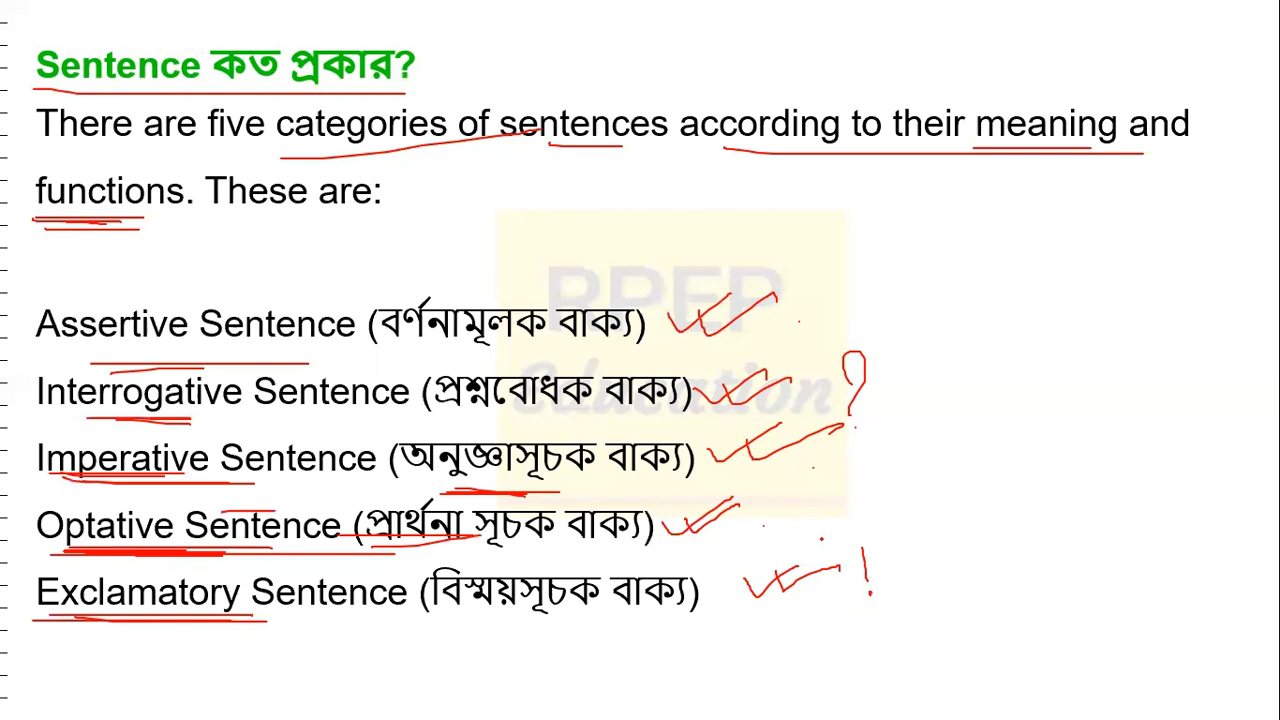 Sentence কত প্রকার?
There are five categories of sentences according to their meaning and
functions. These are:
BPEP
Education
Assertive Sentence (বর্ণনামূলক বাক্য)
Interrogative Sentence (প্রশ্নবোধক বাক্য)
?
Imperative Sentence (অনুজ্ঞাসূচক বাক্য)
Optative Sentence (প্রার্থনা সূচক বাক্য)
Exclamatory Sentence (বিস্ময়সূচক বাক্য)
!